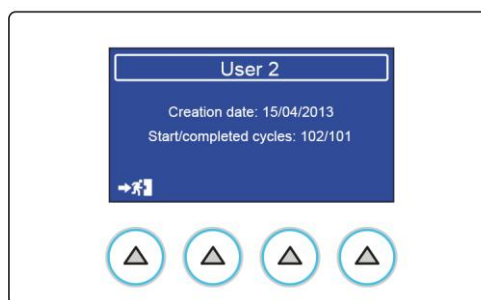 User 2
Creation date: 15/04/2013
Start/completed cycles: 102/101